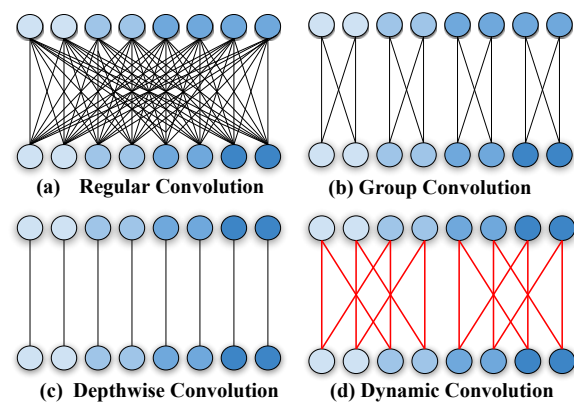 (a) Regular Convolution
(b) Group Convolution
(c) Depthwise Convolution
(d) Dynamic Convolution